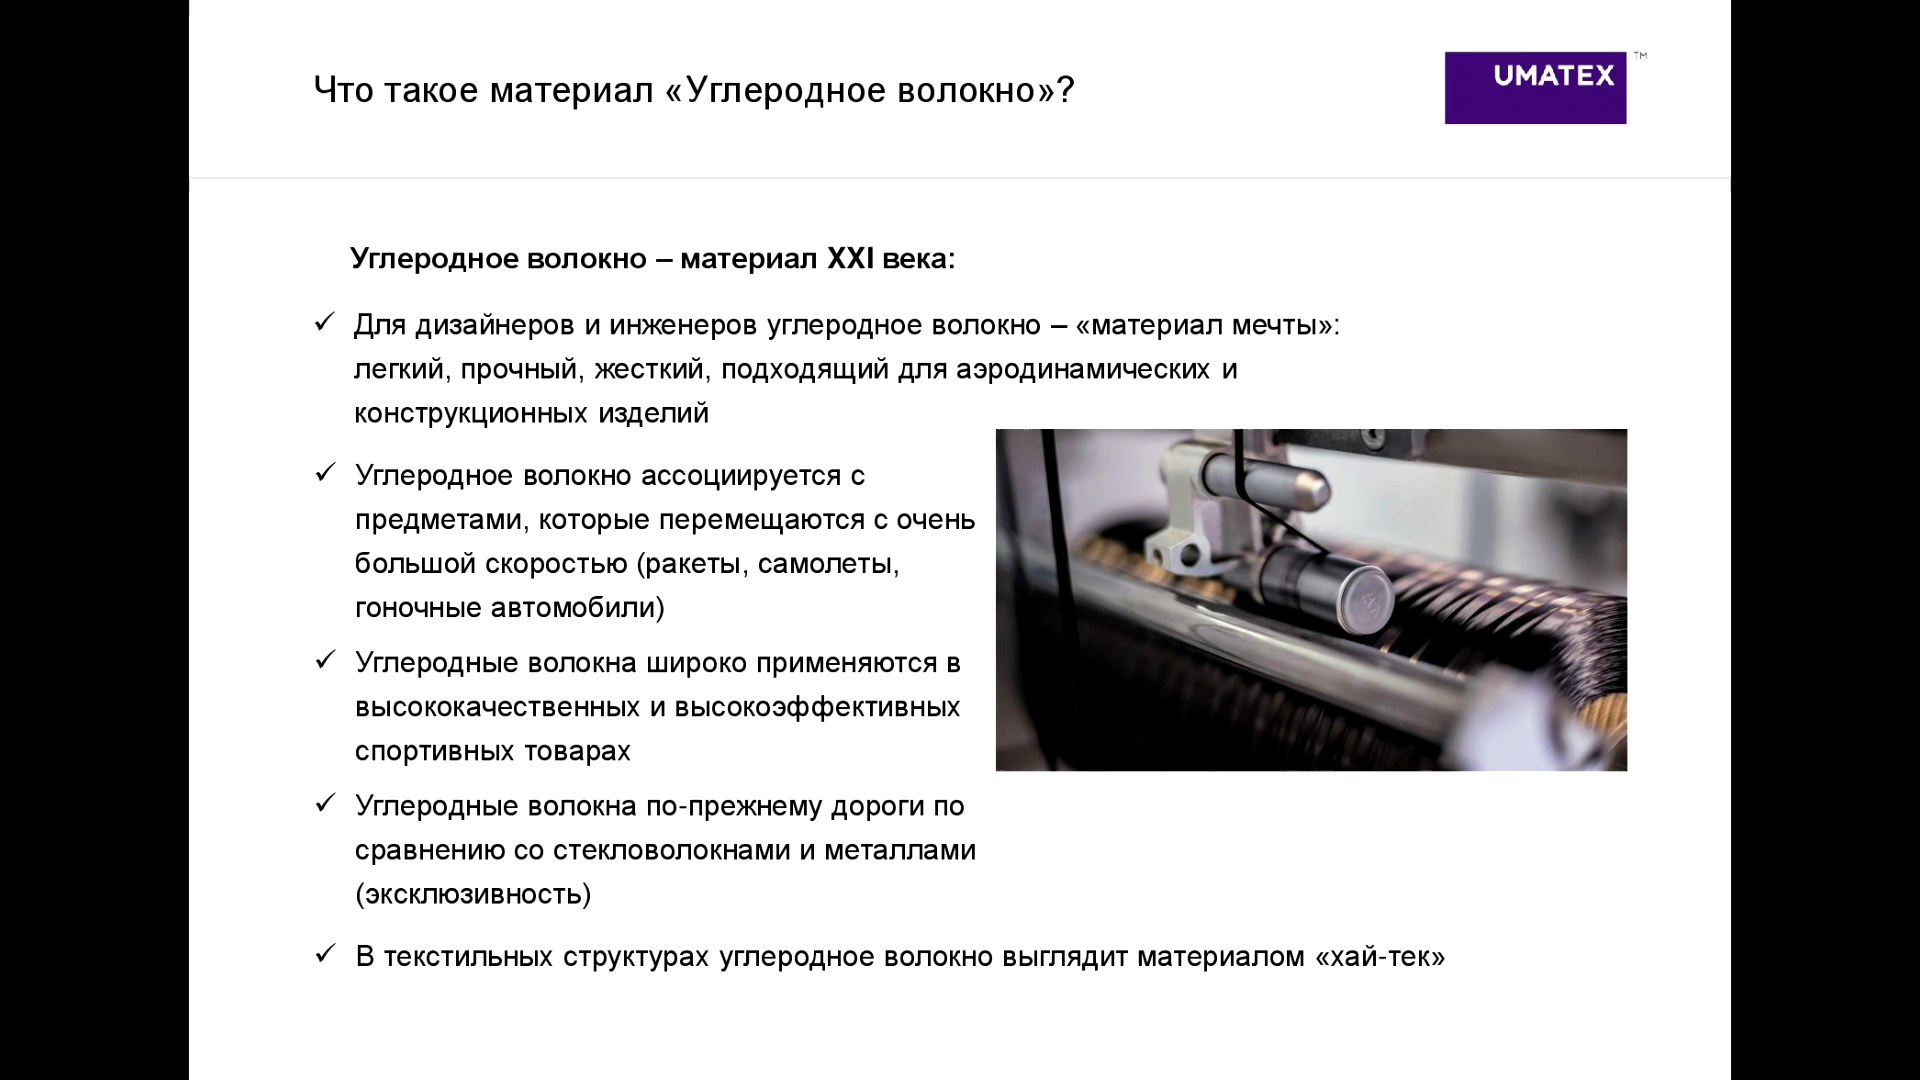 Что такое материал «Углеродное волокно»?
UMATEX
TM
Углеродное волокно – материал XXI века:
Для дизайнеров и инженеров углеродное волокно – «материал мечты»:
легкий, прочный, жесткий, подходящий для аэродинамических и
конструкционных изделий
Углеродное волокно ассоциируется с
предметами, которые перемещаются с очень
большой скоростью (ракеты, самолеты,
гоночные автомобили)
Углеродные волокна широко применяются в
высококачественных и высокоэффективных
спортивных товарах
Углеродные волокна по-прежнему дороги по
сравнению со стекловолокнами и металлами
(эксклюзивность)
В текстильных структурах углеродное волокно выглядит материалом «хай-тек»